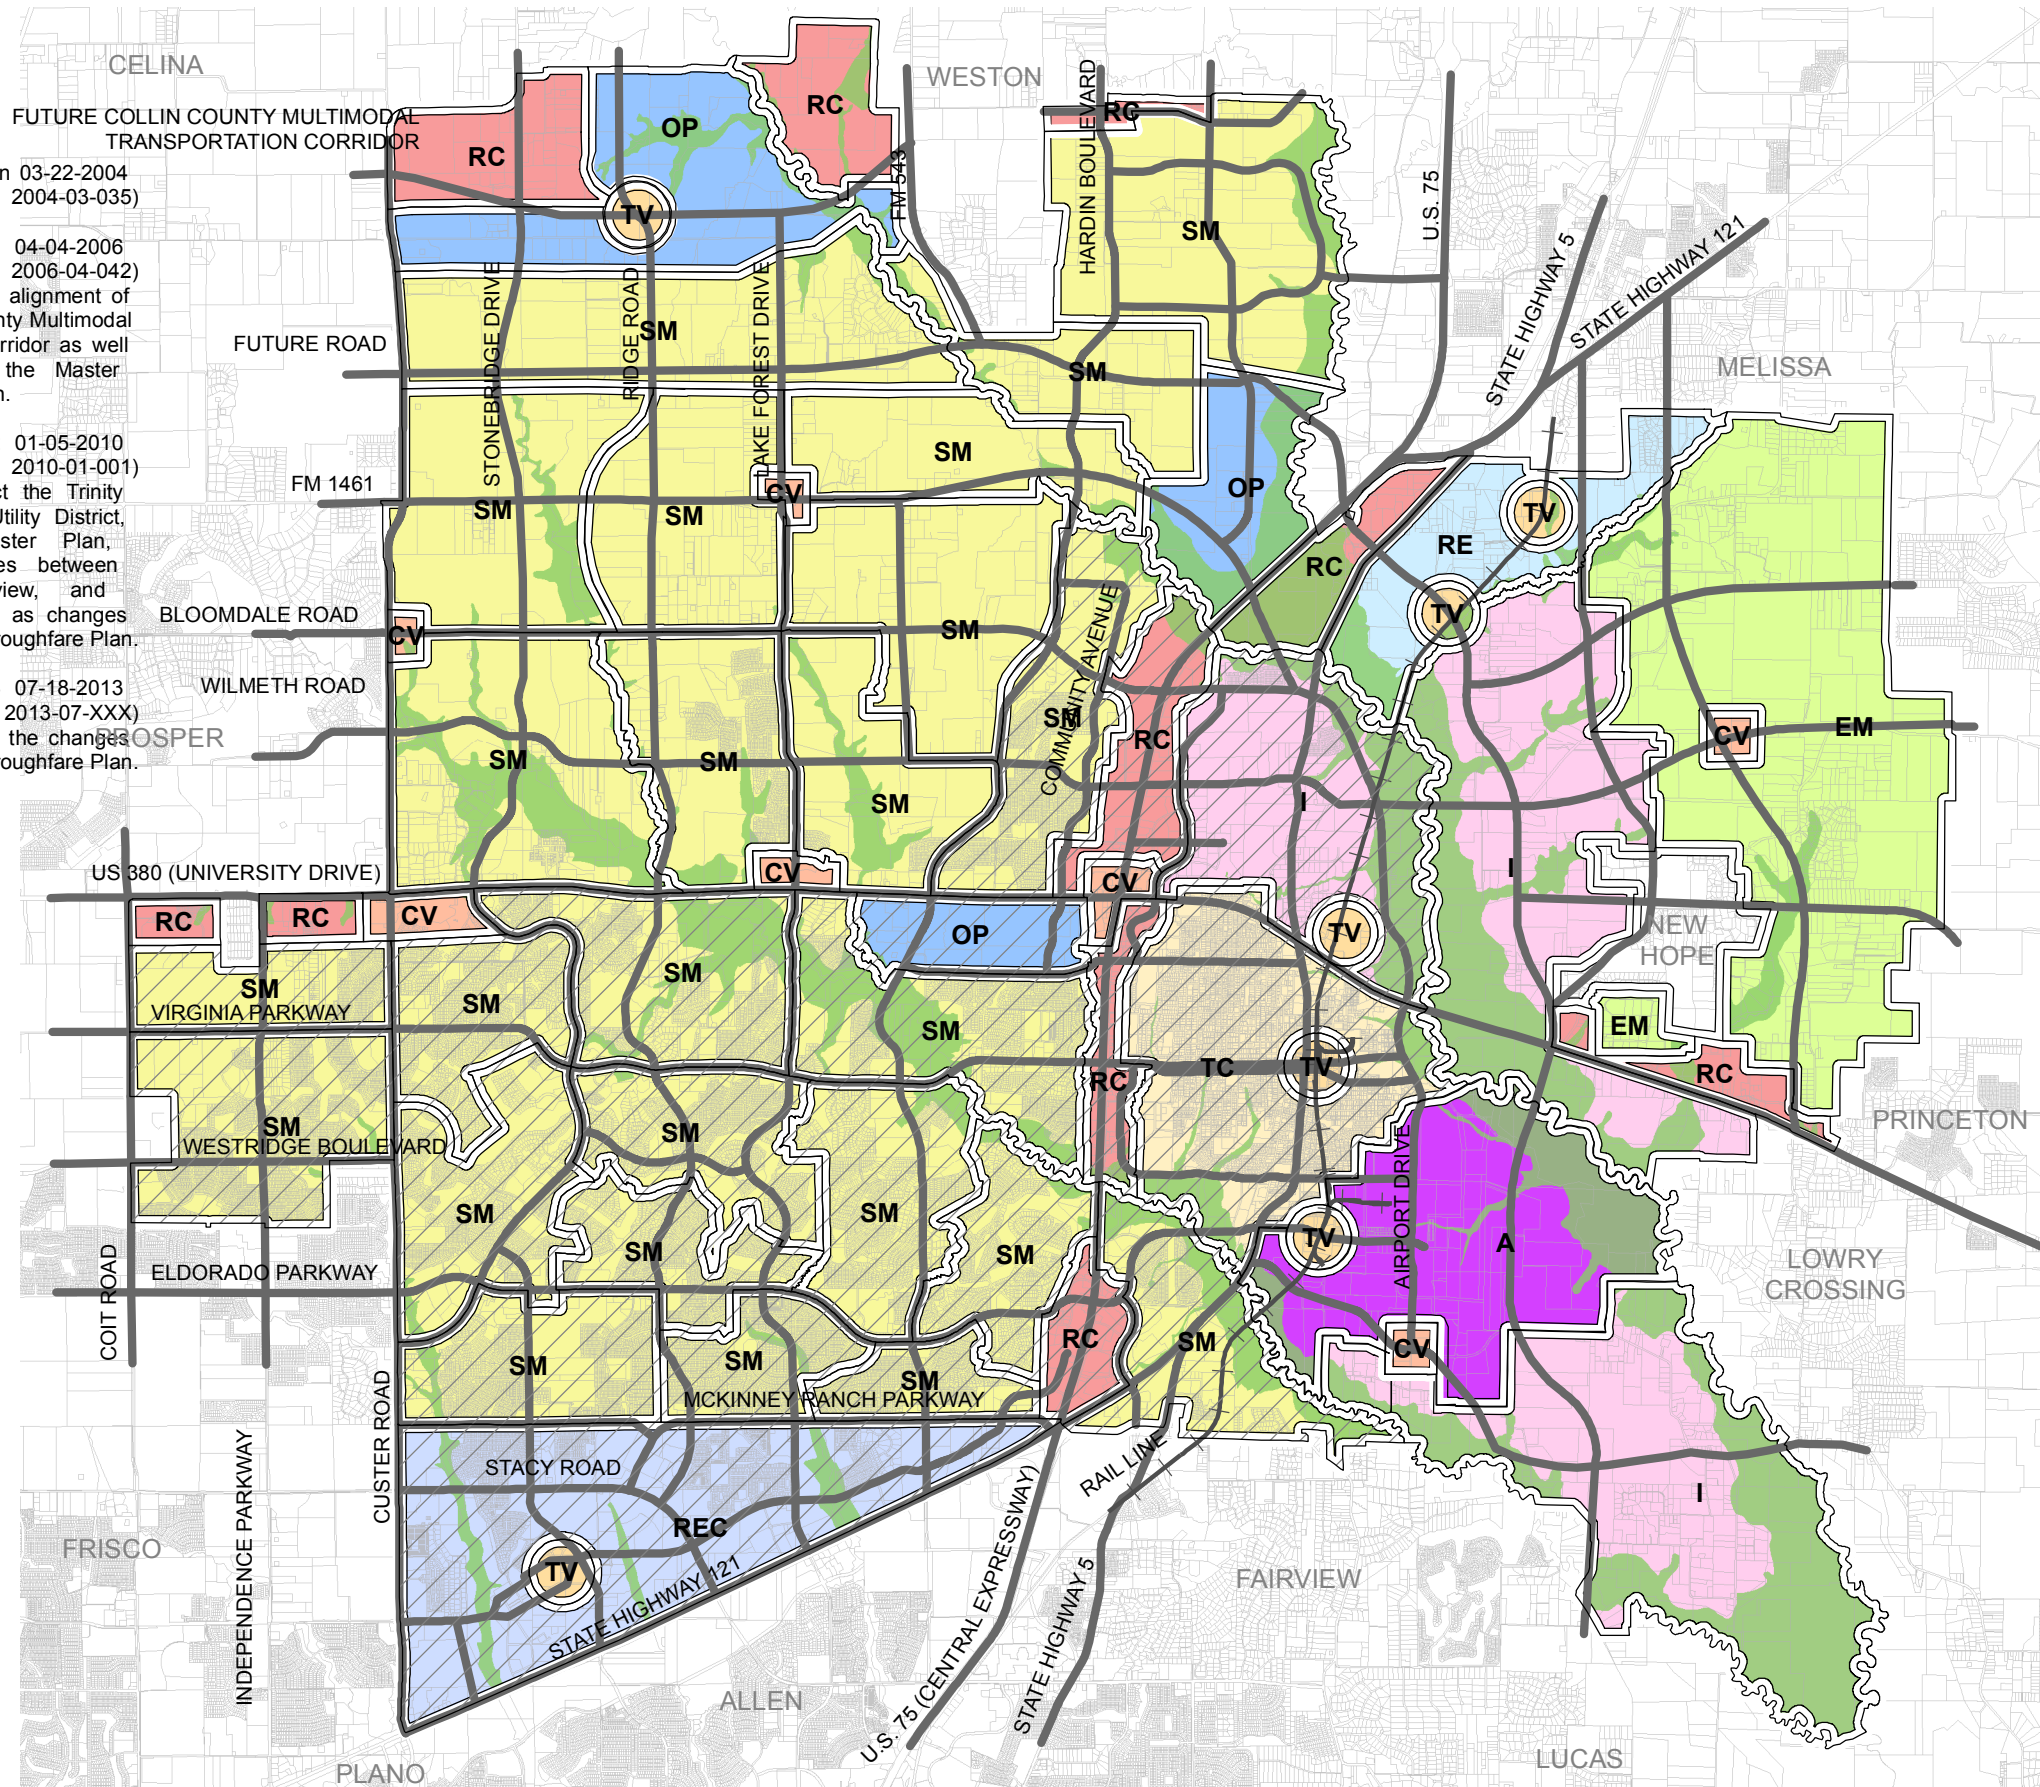 CELINA
WESTON
FUTURE COLLIN COUNTY MULTIMODAL
TRANSPORTATION CORRIDOR
n 03-22-2004
2004-03-035)
04-04-2006
2006-04-042)
alignment of
nty Multimodal
rridor as well
the Master
n.
01-05-2010
2010-01-001)
ct the Trinity
Utility District,
ster Plan,
es between
view, and
as changes
roughfare Plan.
07-18-2013
2013-07-XXX)
the changes
roughfare Plan.
RC
OP
RC
RC
RC
TV
SM
FM 543
HARDIN BOULEVARD
U.S. 75
STATE HIGHWAY 5
STATE HIGHWAY 121
STONEBRIDGE DRIVE
RIDGE ROAD
LAKE FOREST DRIVE
FUTURE ROAD
SM
SM
MELISSA
FM 1461
SM
SM
SM
CV
OP
TV
RE
RC
TV
BLOOMDALE ROAD
CV
SM
COMMUNITY AVENUE
WILMETH ROAD
PROSPER
SM
SM
SM
RC
CV
EM
SM
I
I
US 380 (UNIVERSITY DRIVE)
CV
CV
RC
RC
CV
OP
TV
NEW
HOPE
SM
SM
SM
SM
VIRGINIA PARKWAY
EM
RC
TC
TV
RC
SM
SM
WESTRIDGE BOULEVARD
PRINCETON
AIRPORT DRIVE
SM
SM
SM
SM
TV
A
LOWRY
CROSSING
COIT ROAD
ELDORADO PARKWAY
RC
SM
CV
SM
SM
SM
MCKINNEY RANCH PARKWAY
CUSTER ROAD
INDEPENDENCE PARKWAY
STACY ROAD
RAIL LINE
REC
I
FRISCO
TV
STATE HIGHWAY 121
U.S. 75 (CENTRAL EXPRESSWAY)
STATE HIGHWAY 5
FAIRVIEW
ALLEN
PLANO
LUCAS